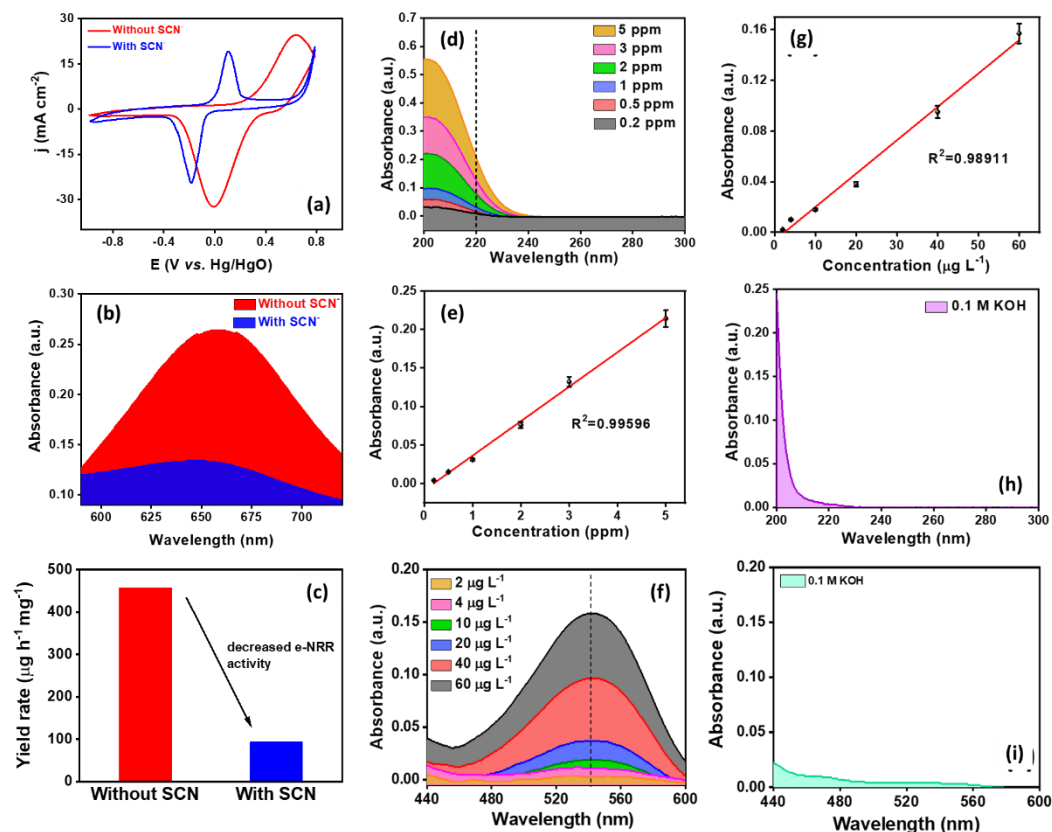 (a)
Without SCN⁻
With SCN⁻
j (mA cm⁻²)
30
15
0
-15
-30
-0.8
-0.4
0.0
0.4
0.8
E (V vs. Hg/HgO)
(d)
5 ppm
3 ppm
2 ppm
1 ppm
0.5 ppm
0.2 ppm
Absorbance (a.u.)
0.7
0.6
0.5
0.4
0.3
0.2
0.1
0.0
200
220
240
260
280
300
Wavelength (nm)
(g)
Absorbance (a.u.)
0.16
0.12
0.08
0.04
0.00
R²=0.98911
0
10
20
30
40
50
60
Concentration (µg L⁻¹)
(b)
Without SCN⁻
With SCN⁻
Absorbance (a.u.)
0.30
0.25
0.20
0.15
0.10
600
625
650
675
700
Wavelength (nm)
(e)
Absorbance (a.u.)
0.25
0.20
0.15
0.10
0.05
0.00
R²=0.99596
0
1
2
3
4
5
Concentration (ppm)
0.1 M KOH
(h)
Absorbance (a.u.)
0.25
0.20
0.15
0.10
0.05
0.00
200
220
240
260
280
300
Wavelength (nm)
(c)
Yield rate (µg h⁻¹ mg⁻¹)
500
400
300
200
100
0
decreased e-NRR
activity
Without SCN
With SCN
(f)
2 µg L⁻¹
4 µg L⁻¹
10 µg L⁻¹
20 µg L⁻¹
40 µg L⁻¹
60 µg L⁻¹
Absorbance (a.u.)
0.20
0.15
0.10
0.05
0.00
440
480
520
560
600
Wavelength (nm)
0.1 M KOH
(i)
Absorbance (a.u.)
0.20
0.15
0.10
0.05
0.00
440
480
520
560
600
Wavelength (nm)